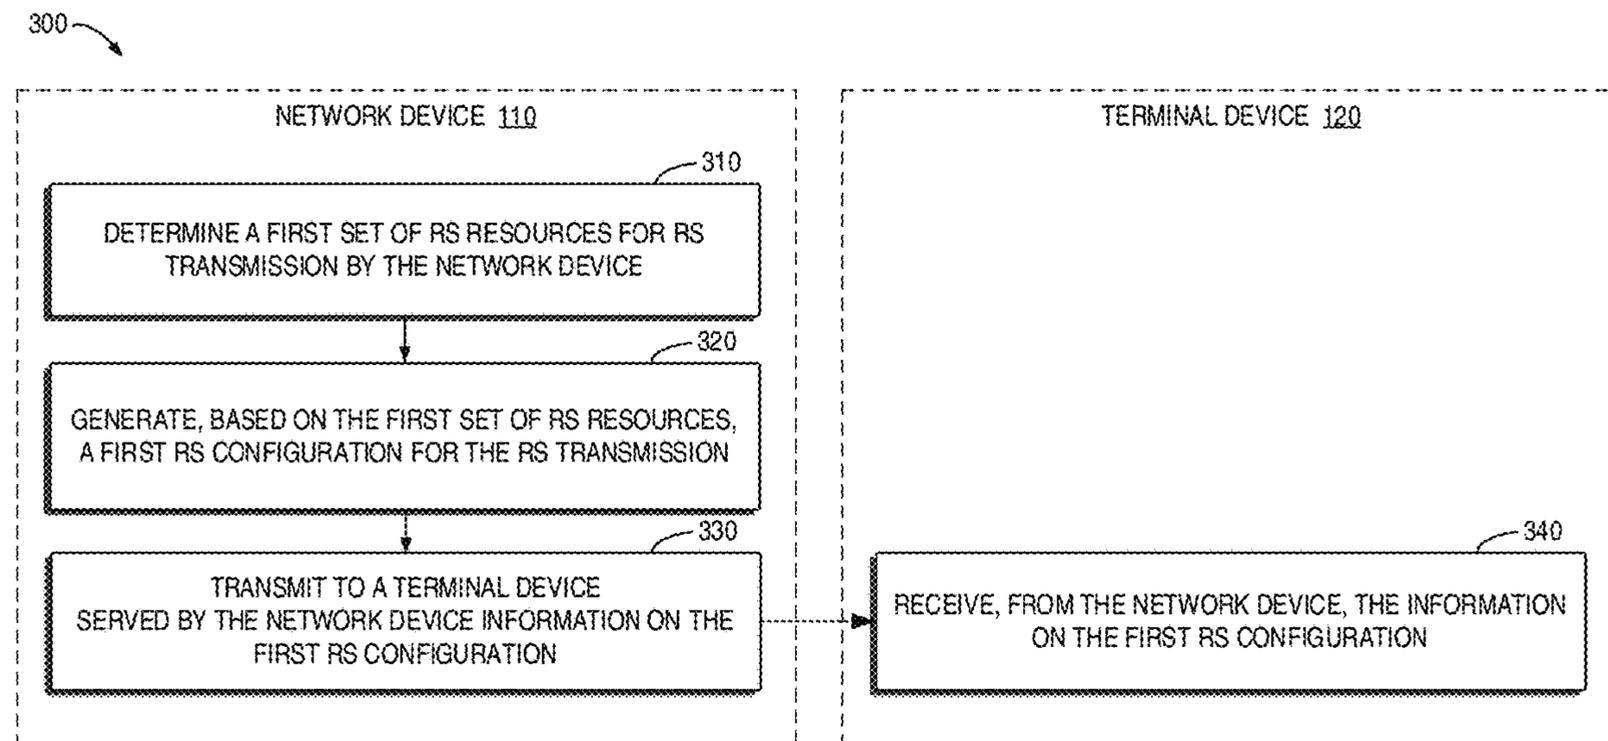 300
NETWORK DEVICE 110
TERMINAL DEVICE 120
310
DETERMINE A FIRST SET OF RS RESOURCES FOR RS
TRANSMISSION BY THE NETWORK DEVICE
320
GENERATE, BASED ON THE FIRST SET OF RS RESOURCES,
A FIRST RS CONFIGURATION FOR THE RS TRANSMISSION
330
TRANSMIT TO A TERMINAL DEVICE
SERVED BY THE NETWORK DEVICE INFORMATION ON THE
FIRST RS CONFIGURATION
340
RECEIVE, FROM THE NETWORK DEVICE, THE INFORMATION
ON THE FIRST RS CONFIGURATION